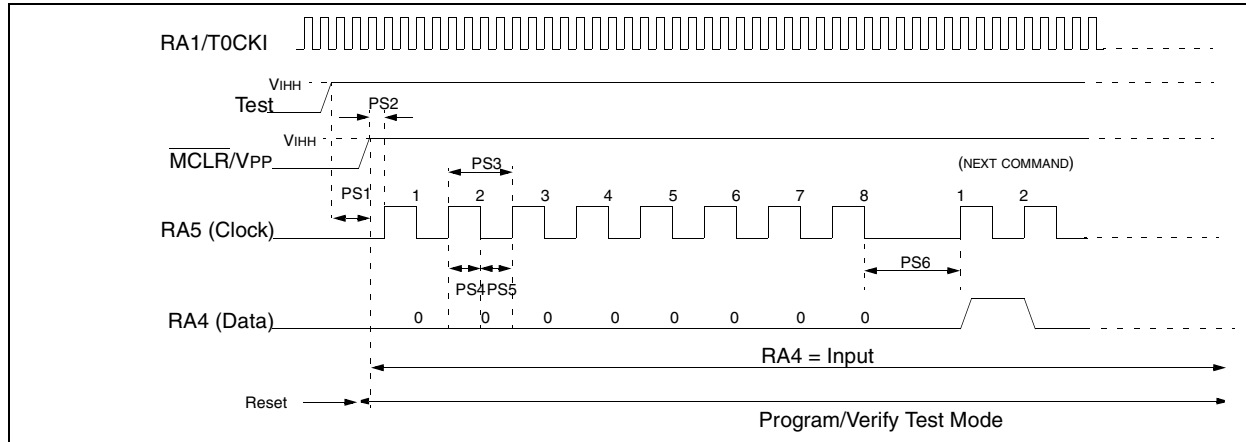 RA1/T0CKI
VIHH
Test
PS2
VIHH
MCLR/VPP
PS3
(NEXT COMMAND)
PS1
1 2 3 4 5 6 7 8 1 2
RA5 (Clock)
PS6
PS4 PS5
RA4 (Data)
0 0 0 0 0 0 0 0
RA4 = Input
Reset
Program/Verify Test Mode